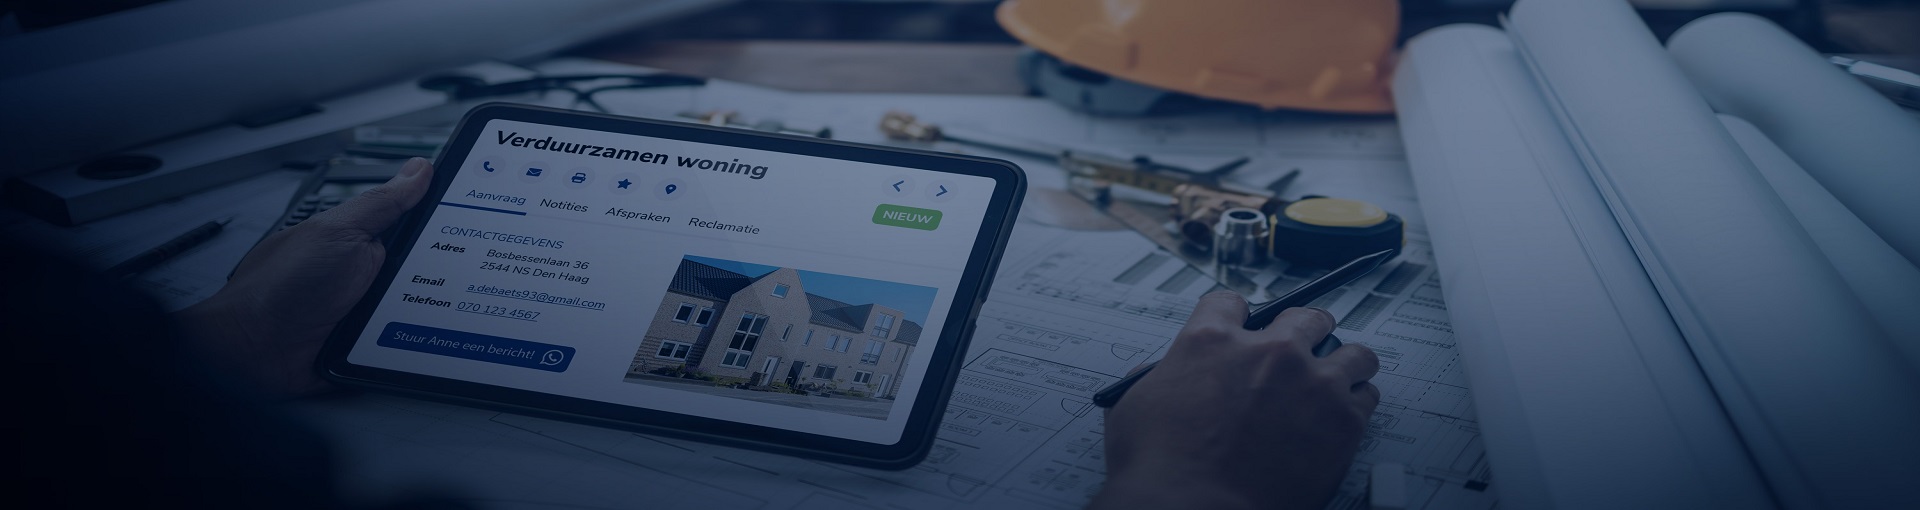 Verduurzamen woning
Aanvraag Notities Afspraken Reclamatie
NIEUW
CONTACTGEGEVENS
Adres Bosbessenlaan 36
2544 NS Den Haag
Email a.debaets93@gmail.com
Telefoon 070 123 4567
Stuur Anne een bericht!